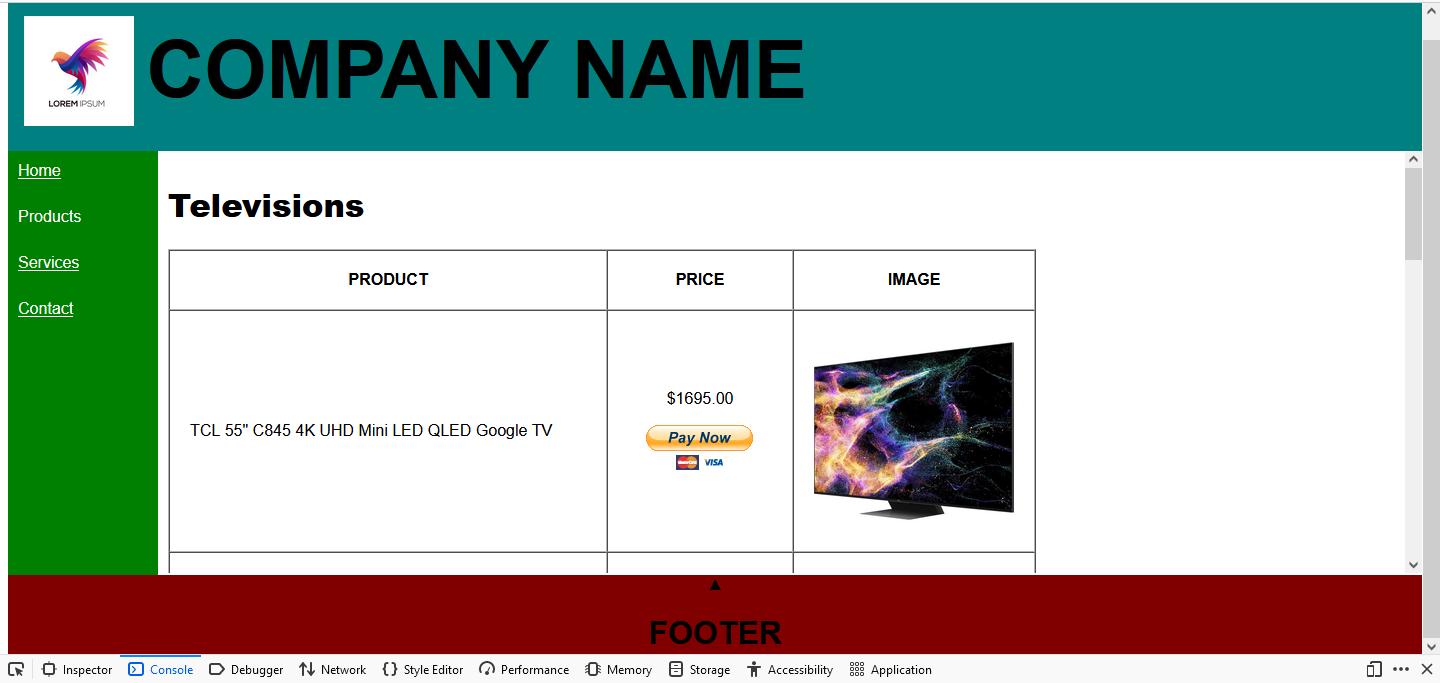 LOREM IPSUM
COMPANY NAME
Home
Products
Services
Contact
Televisions
PRODUCT PRICE IMAGE
TCL 55" C845 4K UHD Mini LED QLED Google TV
$1695.00
Pay Now
MasterCard VISA
▲
FOOTER
Inspector Console Debugger Network Style Editor Performance Memory Storage Accessibility Application